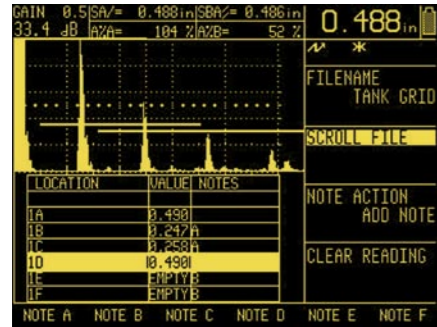 GAIN 0.5 SA/= 0.488in SBA/= 0.486in
33.4 dB A%A= 104 % A%B= 52 %
0.488in
FILENAME
TANK GRID
SCROLL FILE
LOCATION VALUE NOTES
1A 0.490
1B 0.247 A
1C 0.258 A
1D 0.490
1E EMPTY B
1F EMPTY B
NOTE ACTION
ADD NOTE
CLEAR READING
NOTE A NOTE B NOTE C NOTE D NOTE E NOTE F